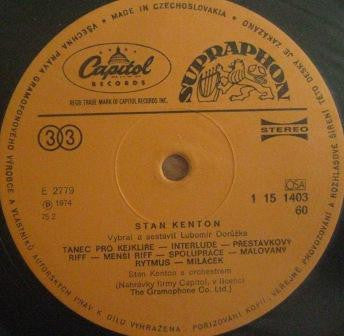 VŠECHNA PRÁVA GRAMOFONOVÉHO VÝROBCE A VLASTNÍKŮ AUTORSKÝCH PRÁV K DÍLU VYHRAŽENA. POŘIZOVÁNÍ KOPIÍ, VEŘEJNÉ PROVOZOVÁNÍ A ROZHLASOVÉ ŠÍŘENÍ TÉTO DESKY JE ZAKÁZÁNO • MADE IN CZECHOSLOVAKIA •
Capitol
RECORDS
REGD TRADE MARK OF CAPITOL RECORDS INC.
SUPRAPHON
33
STEREO
E 2779
Ⓟ 1974
75.2
OSA
1 15 1403
60
STAN KENTON
Vybral a sestavil Lubomír Dorůžka
TANEC PRO KEJKLÍŘE — INTERLUDE — PŘESTÁVKOVÝ
RIFF — MENŠÍ RIFF — SPOLUPRÁCE — MALOVANÝ
RYTMUS — MILÁČEK
Stan Kenton s orchestrem
(Nahrávky firmy Capitol, v licenci
The Gramophone Co. Ltd.)